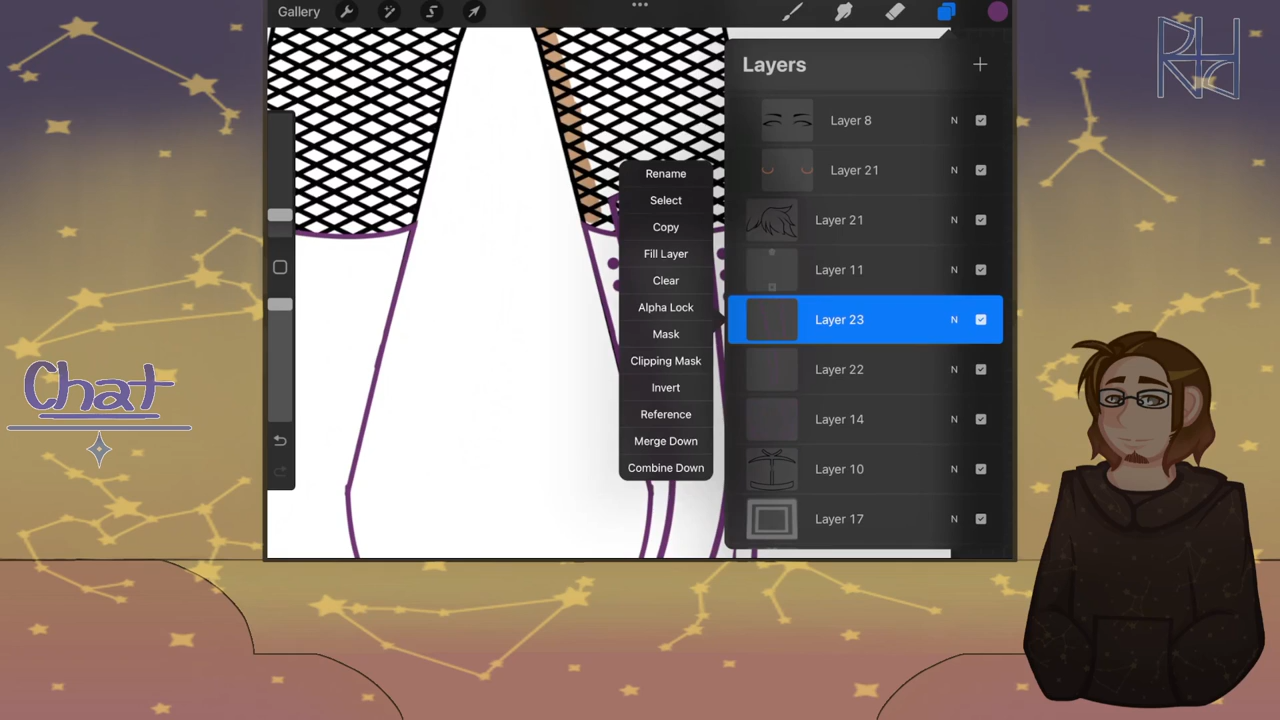 Gallery
Layers
Layer 8 N
Layer 21 N
Layer 21 N
Layer 11 N
Layer 23 N
Layer 22 N
Layer 14 N
Layer 10 N
Layer 17 N
Rename
Select
Copy
Fill Layer
Clear
Alpha Lock
Mask
Clipping Mask
Invert
Reference
Merge Down
Combine Down
Chat